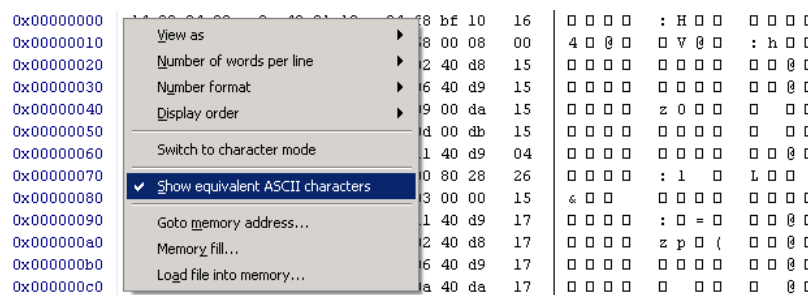 0x00000000 f8 bf 10 16 : H
View as
0x00000010 00 08 00 4 @ V @ : h
Number of words per line
0x00000020 40 d8 15 @
0x00000030 40 d9 15 @
Number format
0x00000040 00 da 15 z 0
Display order
0x00000050 00 db 15
Switch to character mode
0x00000060 40 d9 04 @
0x00000070 80 28 26 : l L
Show equivalent ASCII characters
0x00000080 00 00 15 &
0x00000090 40 d9 17 : = @
Goto memory address...
0x000000a0 40 d8 17 z p ( @
Memory fill...
0x000000b0 40 d9 17 @
Load file into memory...
0x000000c0 40 da 17 @